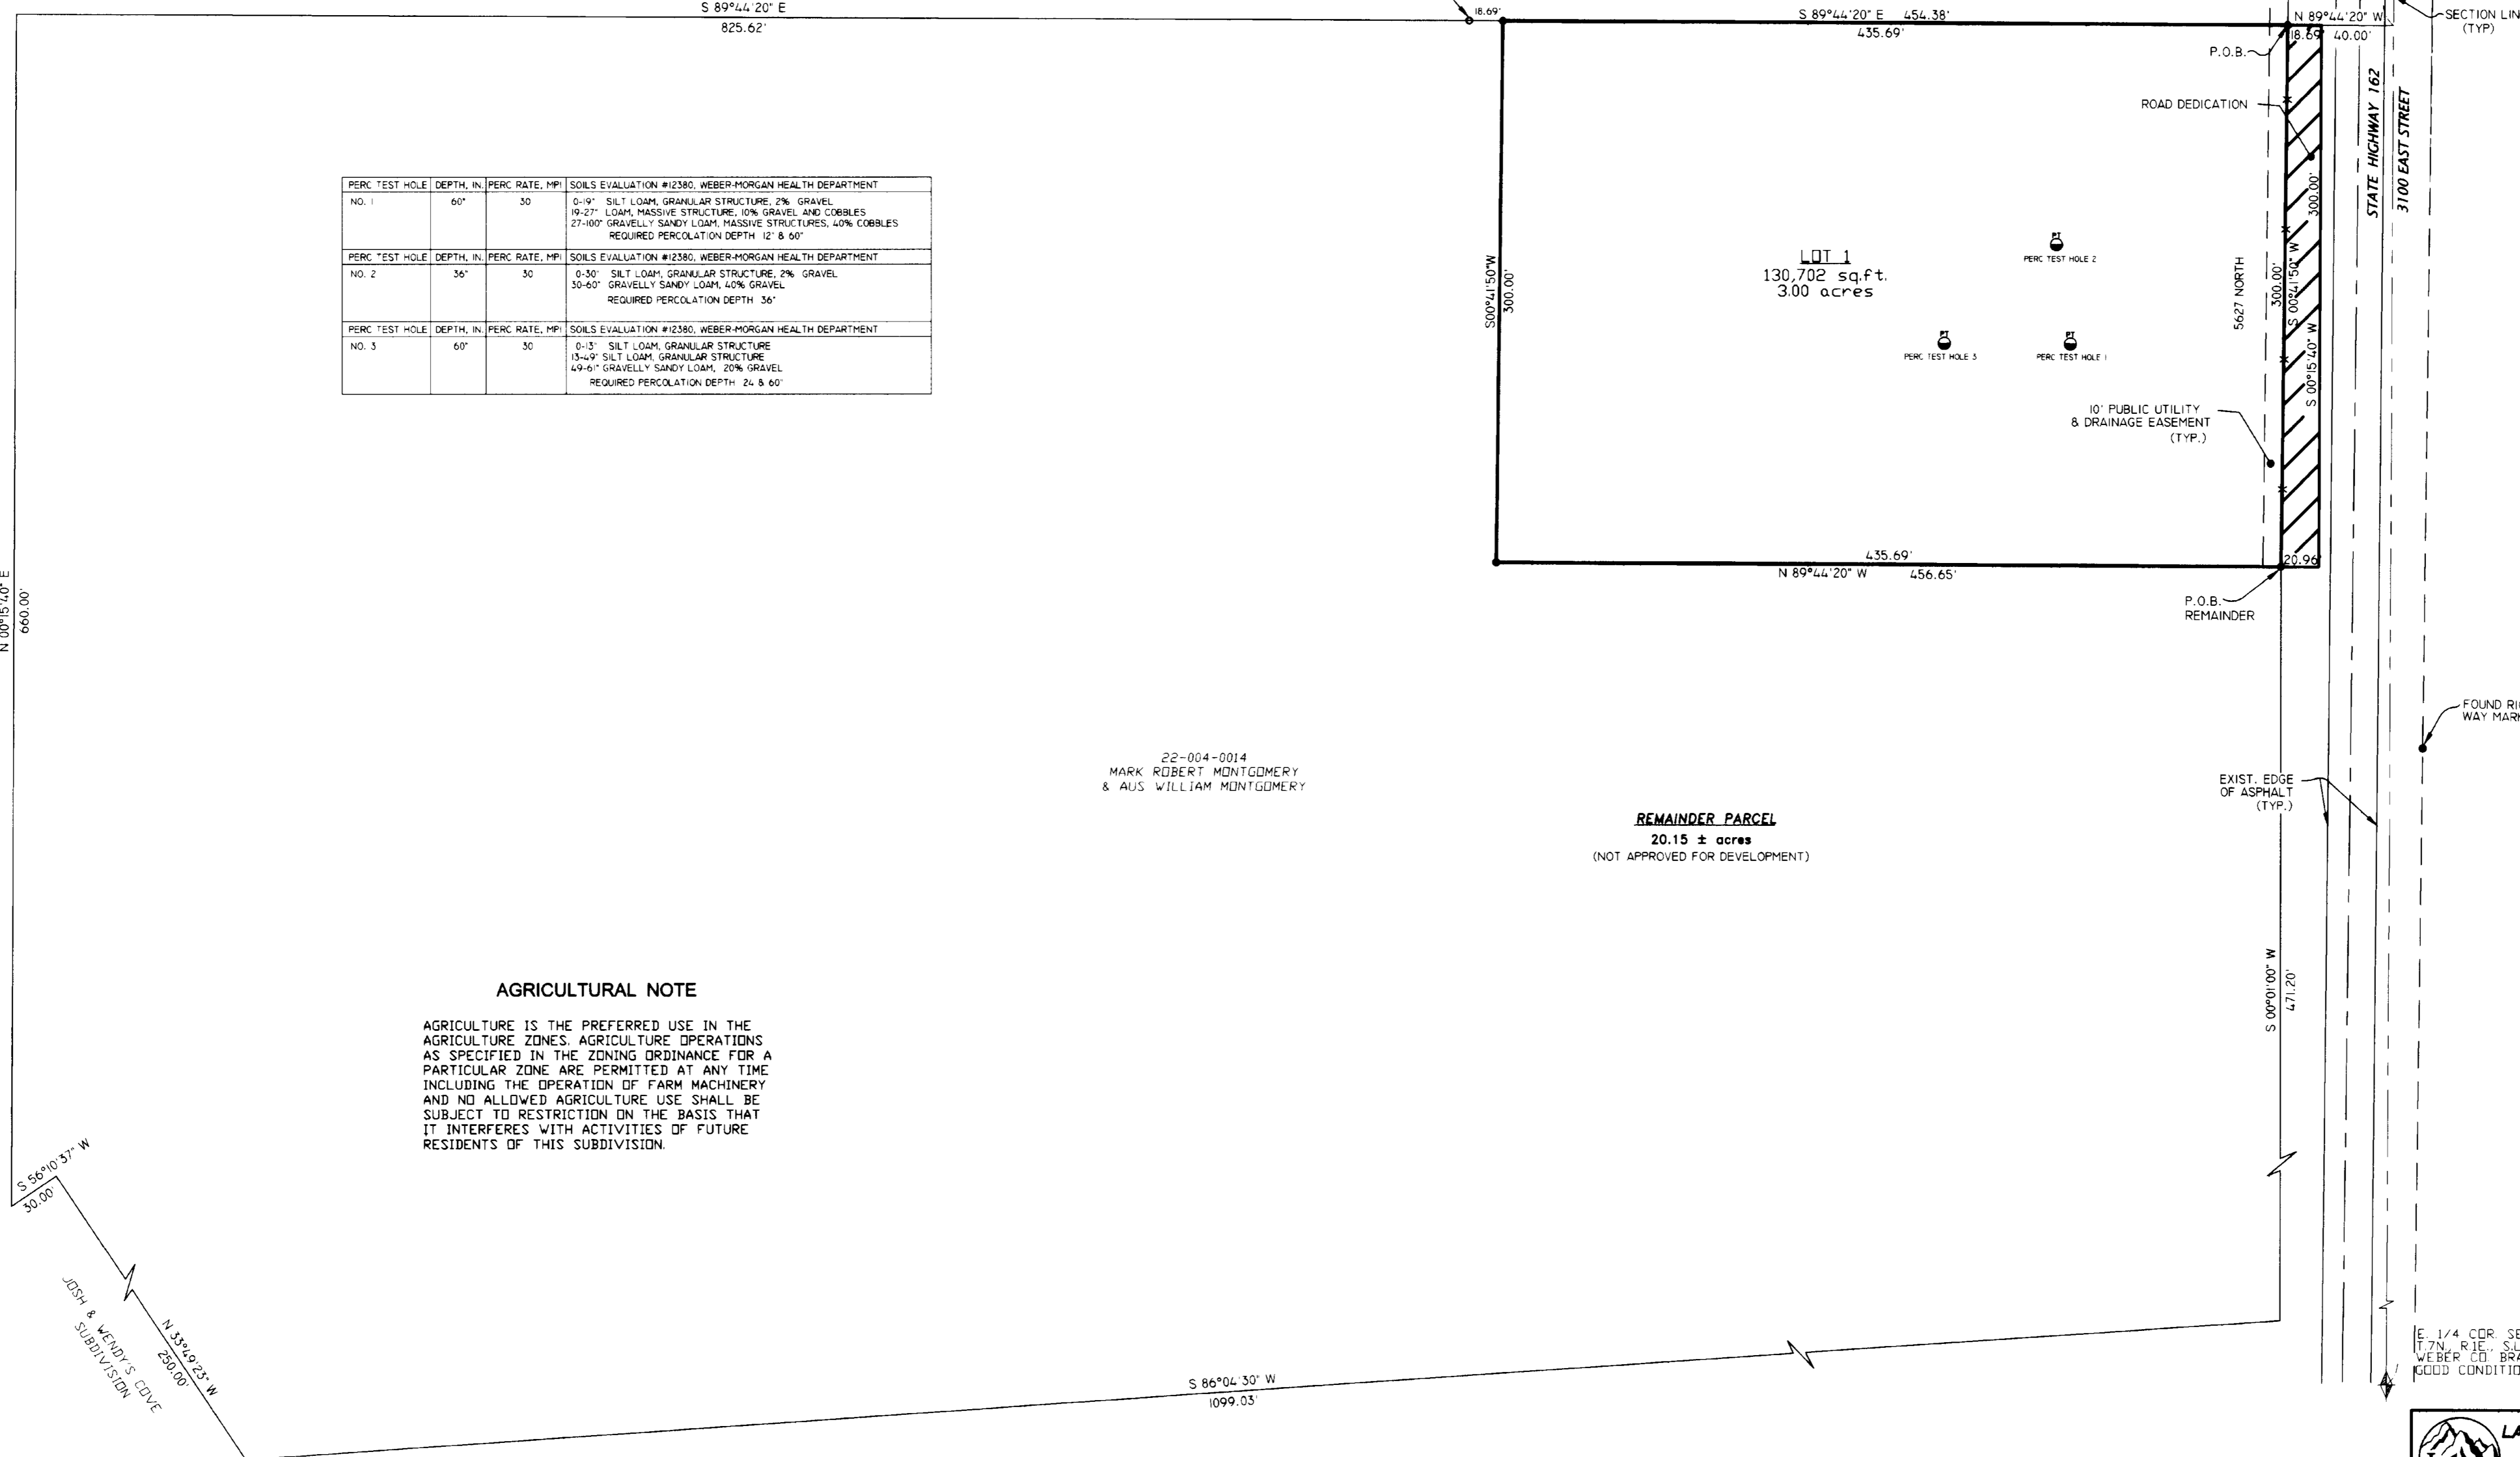 S 89°44'20" E
825.62'
18.69'
S 89°44'20" E 454.38'
435.69'
N 89°44'20" W
18.69' 40.00'
SECTION LIN
(TYP)
P.O.B.
ROAD DEDICATION
STATE HIGHWAY 162
3100 EAST STREET
PERC TEST HOLE DEPTH, IN. PERC RATE, MPI SOILS EVALUATION #12380, WEBER-MORGAN HEALTH DEPARTMENT
NO. 1 60" 30 0-19" SILT LOAM, GRANULAR STRUCTURE, 2% GRAVEL
19-27" LOAM, MASSIVE STRUCTURE, 10% GRAVEL AND COBBLES
27-100" GRAVELLY SANDY LOAM, MASSIVE STRUCTURES, 40% COBBLES
REQUIRED PERCOLATION DEPTH 12" & 60"
PERC TEST HOLE DEPTH, IN. PERC RATE, MPI SOILS EVALUATION #12380, WEBER-MORGAN HEALTH DEPARTMENT
NO. 2 36" 30 0-30" SILT LOAM, GRANULAR STRUCTURE, 2% GRAVEL
30-60" GRAVELLY SANDY LOAM, 40% GRAVEL
REQUIRED PERCOLATION DEPTH 36"
PERC TEST HOLE DEPTH, IN. PERC RATE, MPI SOILS EVALUATION #12380, WEBER-MORGAN HEALTH DEPARTMENT
NO. 3 60" 30 0-13" SILT LOAM, GRANULAR STRUCTURE
13-49" SILT LOAM, GRANULAR STRUCTURE
49-61" GRAVELLY SANDY LOAM, 20% GRAVEL
REQUIRED PERCOLATION DEPTH 24 & 60"
S00°41'50"W
300.00'
LOT 1
130,702 sq.ft.
3.00 acres
PT
PERC TEST HOLE 2
PT
PERC TEST HOLE 3
PT
PERC TEST HOLE 1
5627 NORTH
300.00'
S 00°41'50" W
300.00'
S 00°15'40" W
10' PUBLIC UTILITY
& DRAINAGE EASEMENT
(TYP.)
435.69'
N 89°44'20" W 456.65'
20.96'
P.O.B.
REMAINDER
N 00°15'40" E
660.00'
FOUND RI
WAY MAR
EXIST. EDGE
OF ASPHALT
(TYP.)
22-004-0014
MARK ROBERT MONTGOMERY
& AUS WILLIAM MONTGOMERY
REMAINDER PARCEL
20.15 ± acres
(NOT APPROVED FOR DEVELOPMENT)
S 00°01'00" W
471.20'
AGRICULTURAL NOTE
AGRICULTURE IS THE PREFERRED USE IN THE
AGRICULTURE ZONES. AGRICULTURE OPERATIONS
AS SPECIFIED IN THE ZONING ORDINANCE FOR A
PARTICULAR ZONE ARE PERMITTED AT ANY TIME
INCLUDING THE OPERATION OF FARM MACHINERY
AND NO ALLOWED AGRICULTURE USE SHALL BE
SUBJECT TO RESTRICTION ON THE BASIS THAT
IT INTERFERES WITH ACTIVITIES OF FUTURE
RESIDENTS OF THIS SUBDIVISION.
S 56°10'37" W
30.00'
JOSH & WENDY'S COVE
SUBDIVISION
N 33°49'23" W
250.00'
S 86°04'30" W
1099.03'
E. 1/4 COR. SE
T.7N., R.1E., S.L
WEBER CO. BRA
GOOD CONDITIO
LA